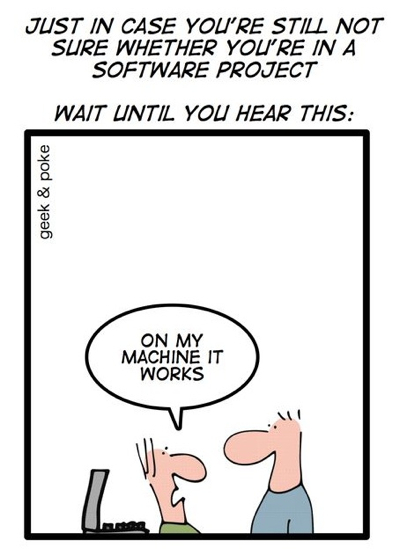 JUST IN CASE YOU'RE STILL NOT
SURE WHETHER YOU'RE IN A
SOFTWARE PROJECT
WAIT UNTIL YOU HEAR THIS:
geek & poke
ON MY
MACHINE IT
WORKS